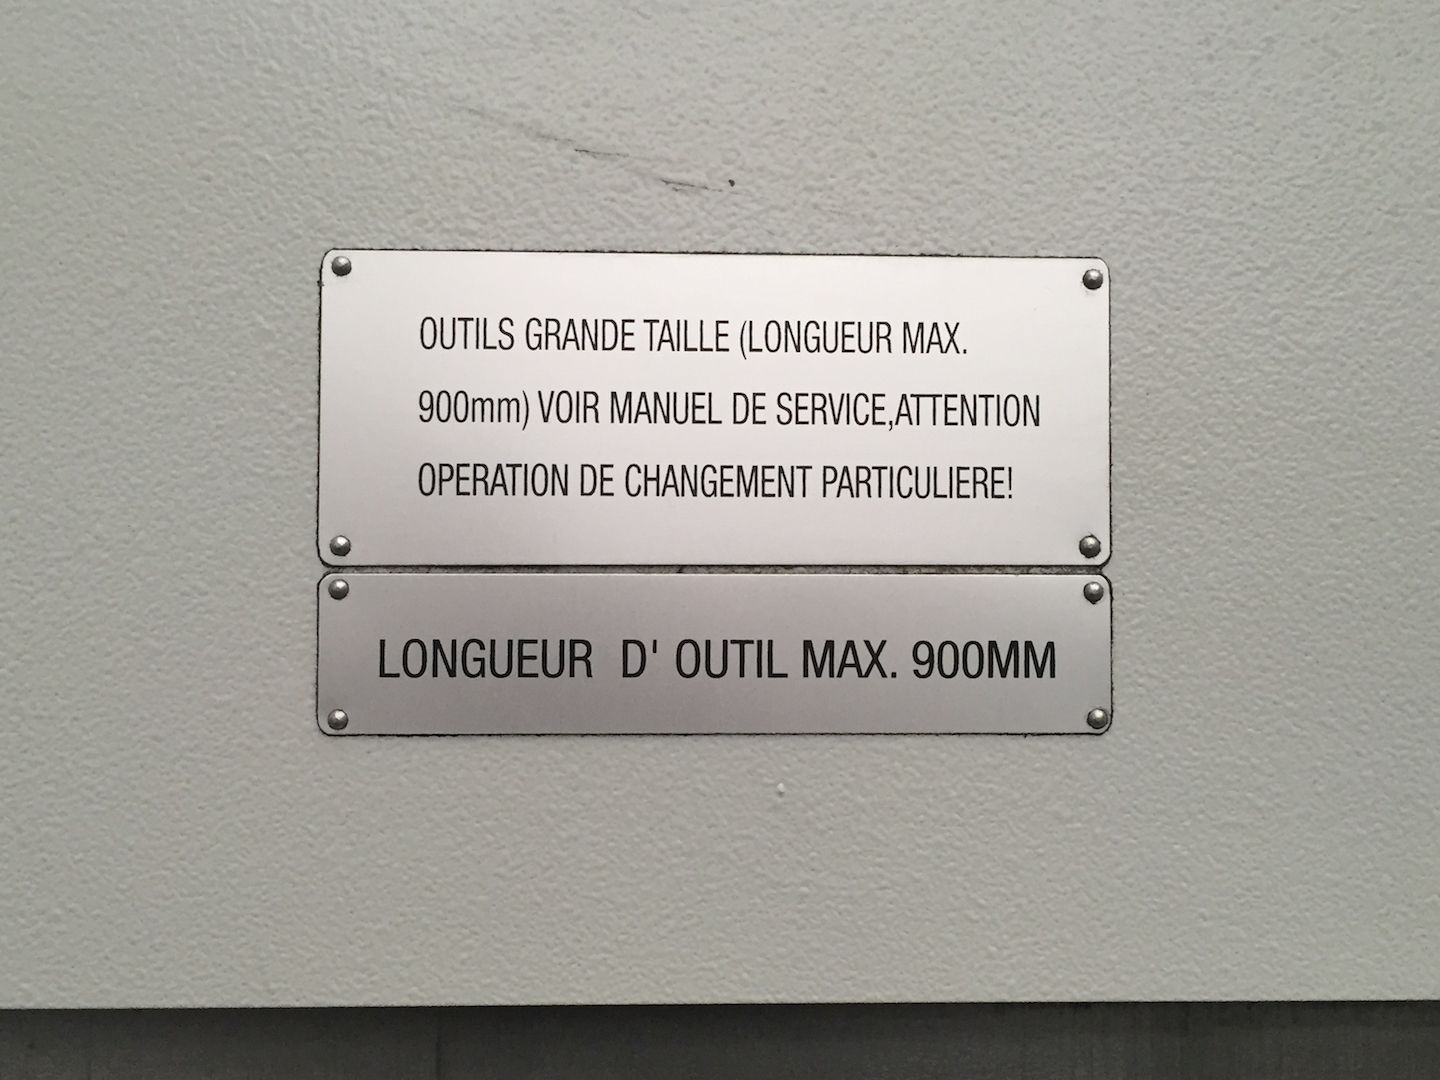 OUTILS GRANDE TAILLE (LONGUEUR MAX.
900mm) VOIR MANUEL DE SERVICE,ATTENTION
OPERATION DE CHANGEMENT PARTICULIERE!
LONGUEUR D' OUTIL MAX. 900MM